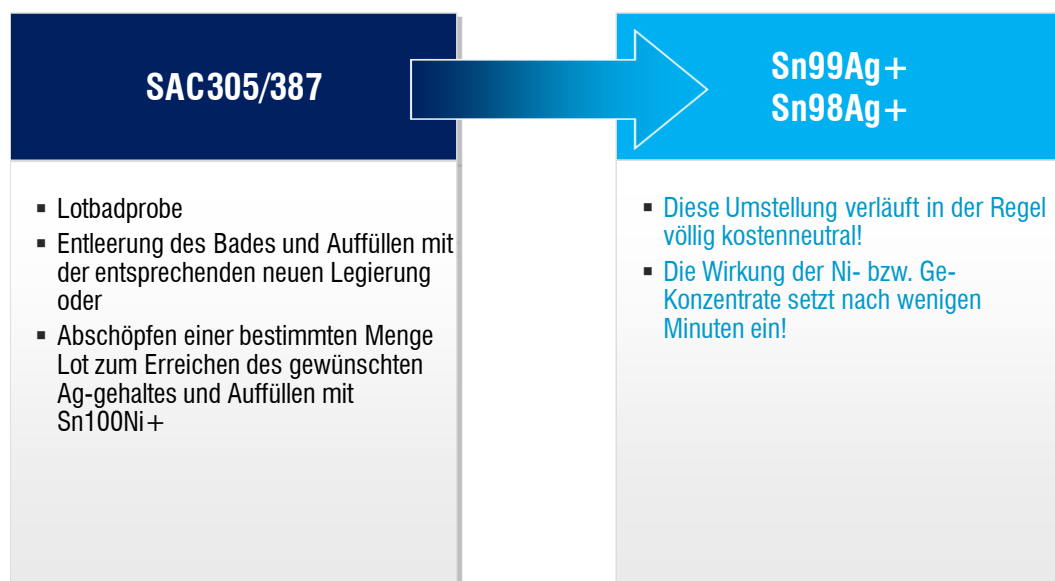 SAC305/387
Sn99Ag+
Sn98Ag+
▪ Lotbadprobe
▪ Entleerung des Bades und Auffüllen mit
der entsprechenden neuen Legierung
oder
▪ Abschöpfen einer bestimmten Menge
Lot zum Erreichen des gewünschten
Ag-gehaltes und Auffüllen mit
Sn100Ni+
▪ Diese Umstellung verläuft in der Regel
völlig kostenneutral!
▪ Die Wirkung der Ni- bzw. Ge-
Konzentrate setzt nach wenigen
Minuten ein!